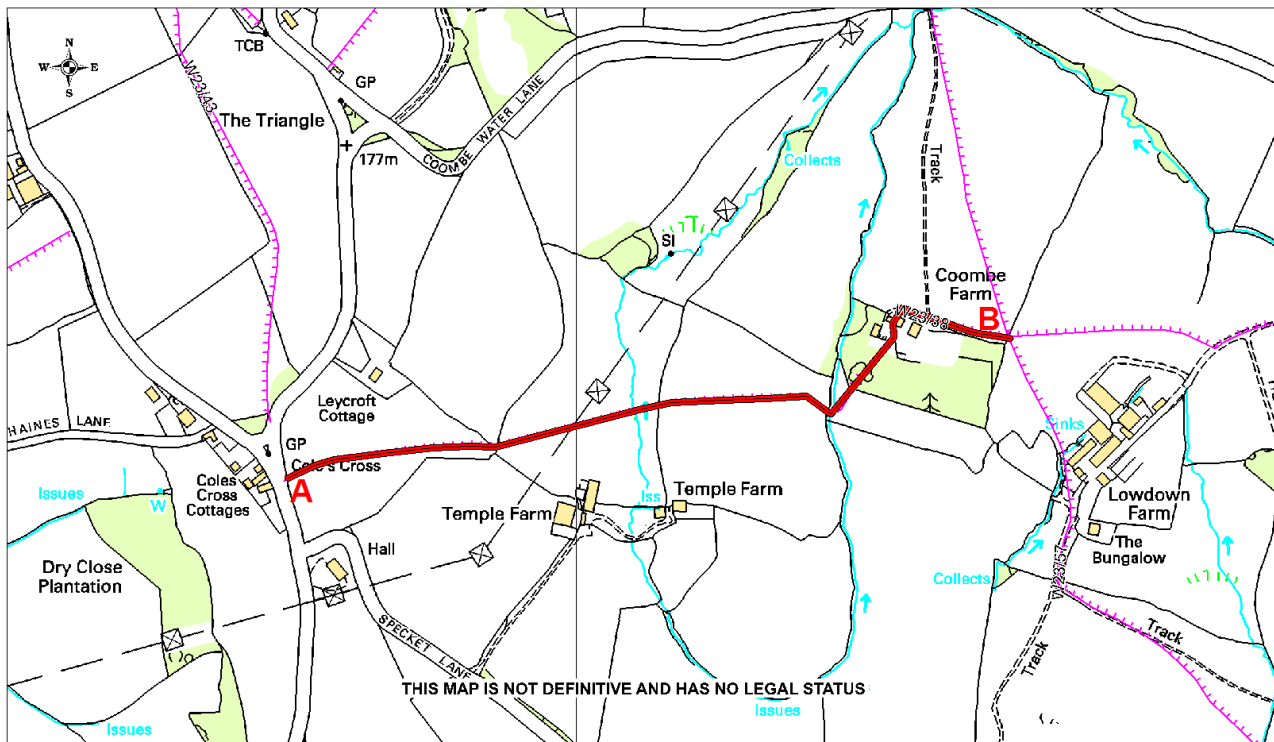 N
W E
S
TCB
GP
W23/43
The Triangle
177m
COOMBE WATER LANE
Collects
Track
SI
Coombe
Farm
W23/38
B
Leycroft
Cottage
HAINES LANE
GP
Cole's Cross
A
Coles
Cross
Cottages
Issues
W
Sinks
Temple Farm
Iss
Temple Farm
Lowdown
Farm
The
Bungalow
Hall
Dry Close
Plantation
Collects
W23/57
SPECKET LANE
Track
Track
THIS MAP IS NOT DEFINITIVE AND HAS NO LEGAL STATUS
Issues
Issues